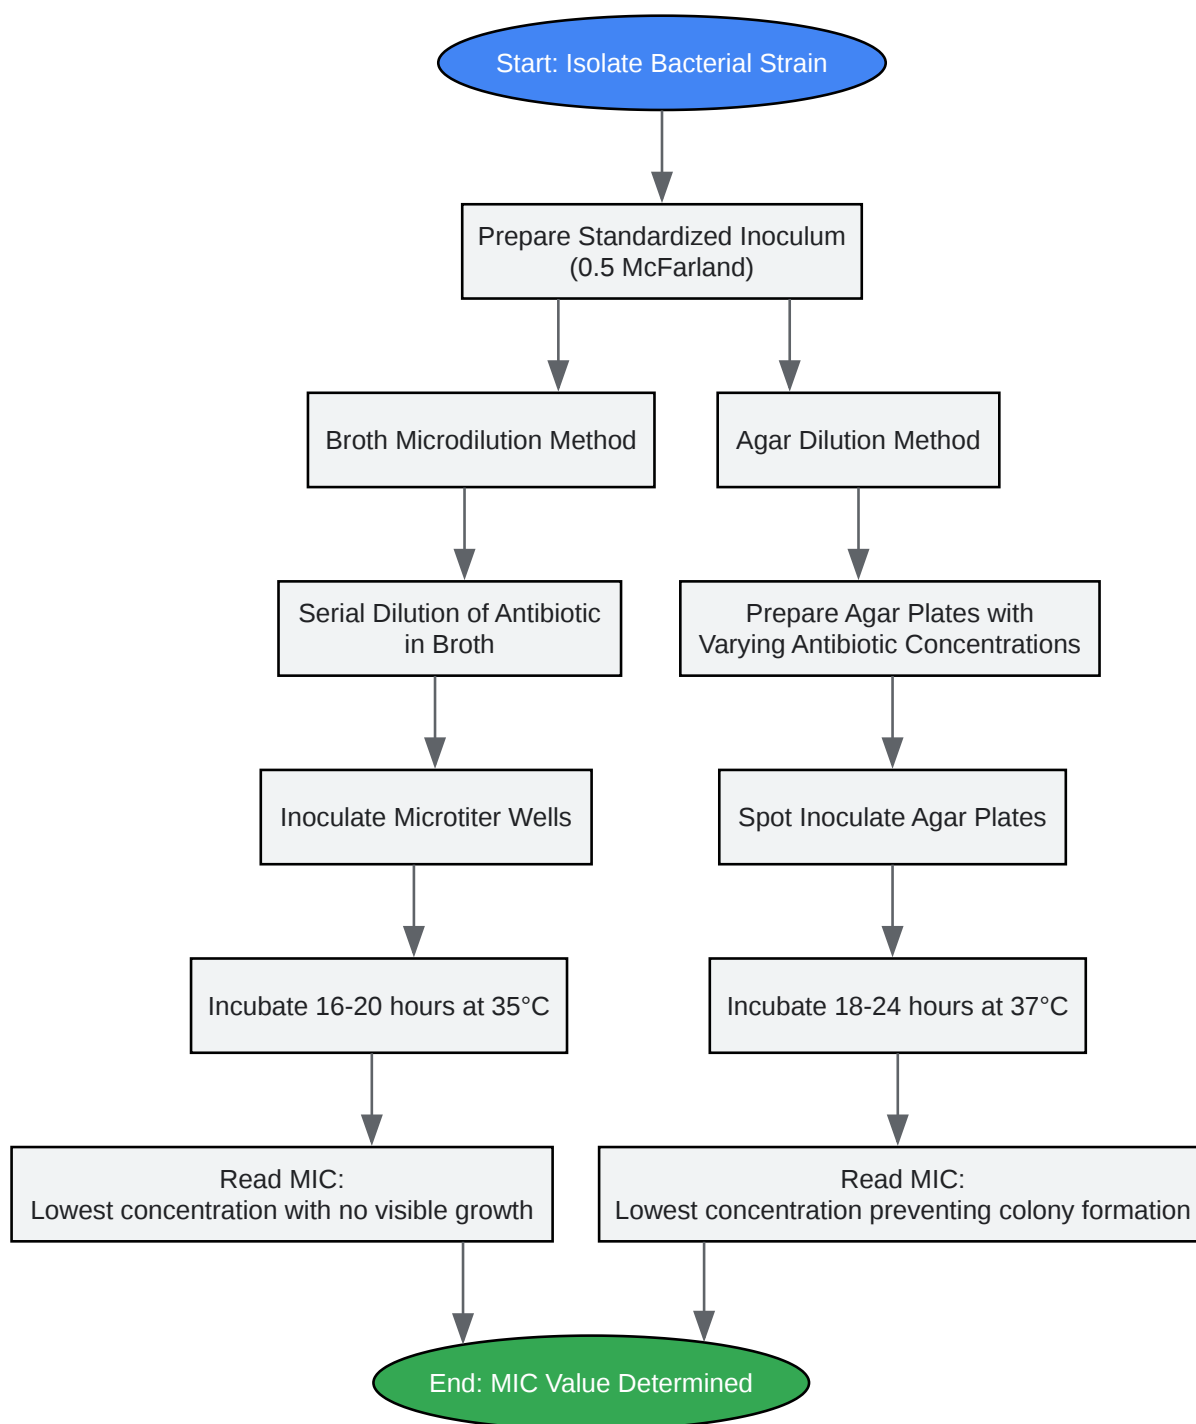 Start: Isolate Bacterial Strain
Prepare Standardized Inoculum
(0.5 McFarland)
Broth Microdilution Method
Agar Dilution Method
Serial Dilution of Antibiotic
in Broth
Prepare Agar Plates with
Varying Antibiotic Concentrations
Inoculate Microtiter Wells
Spot Inoculate Agar Plates
Incubate 16-20 hours at 35°C
Incubate 18-24 hours at 37°C
Read MIC:
Lowest concentration with no visible growth
Read MIC:
Lowest concentration preventing colony formation
End: MIC Value Determined